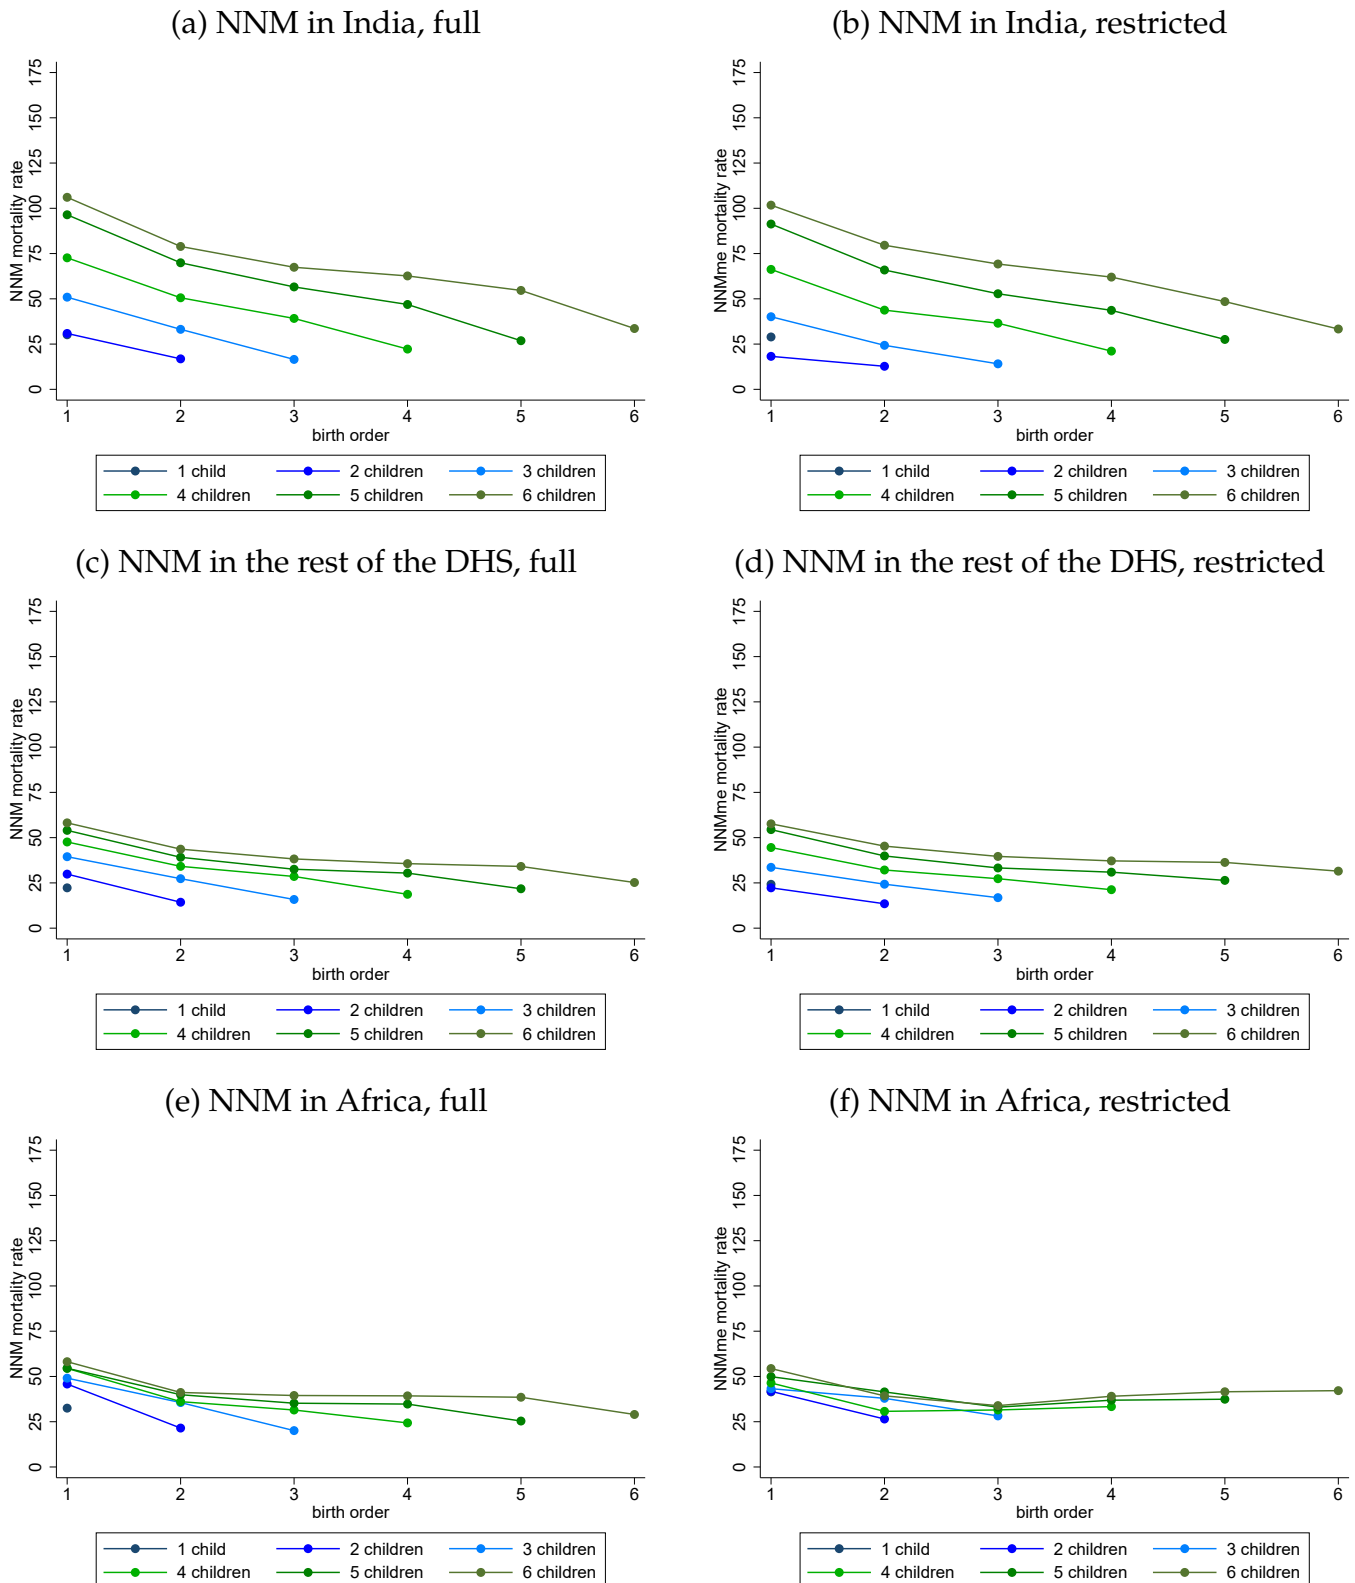 (a) NNM in India, full
NNM mortality rate
175
150
125
100
75
50
25
0
1 2 3 4 5 6
birth order
1 child 2 children 3 children
4 children 5 children 6 children
(b) NNM in India, restricted
NNMme mortality rate
175
150
125
100
75
50
25
0
1 2 3 4 5 6
birth order
1 child 2 children 3 children
4 children 5 children 6 children
(c) NNM in the rest of the DHS, full
NNM mortality rate
175
150
125
100
75
50
25
0
1 2 3 4 5 6
birth order
1 child 2 children 3 children
4 children 5 children 6 children
(d) NNM in the rest of the DHS, restricted
NNMme mortality rate
175
150
125
100
75
50
25
0
1 2 3 4 5 6
birth order
1 child 2 children 3 children
4 children 5 children 6 children
(e) NNM in Africa, full
NNM mortality rate
175
150
125
100
75
50
25
0
1 2 3 4 5 6
birth order
1 child 2 children 3 children
4 children 5 children 6 children
(f) NNM in Africa, restricted
NNMme mortality rate
175
150
125
100
75
50
25
0
1 2 3 4 5 6
birth order
1 child 2 children 3 children
4 children 5 children 6 children